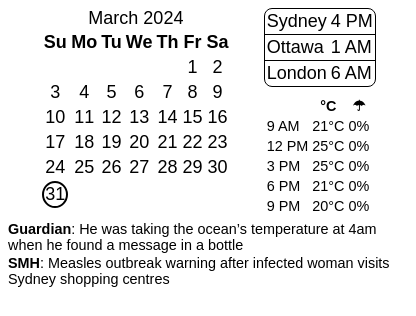 March 2024
Su Mo Tu We Th Fr Sa
1 2
3 4 5 6 7 8 9
10 11 12 13 14 15 16
17 18 19 20 21 22 23
24 25 26 27 28 29 30
31
Sydney 4 PM
Ottawa 1 AM
London 6 AM
°C ☂
9 AM 21°C 0%
12 PM 25°C 0%
3 PM 25°C 0%
6 PM 21°C 0%
9 PM 20°C 0%
Guardian: He was taking the ocean’s temperature at 4am
when he found a message in a bottle
SMH: Measles outbreak warning after infected woman visits
Sydney shopping centres